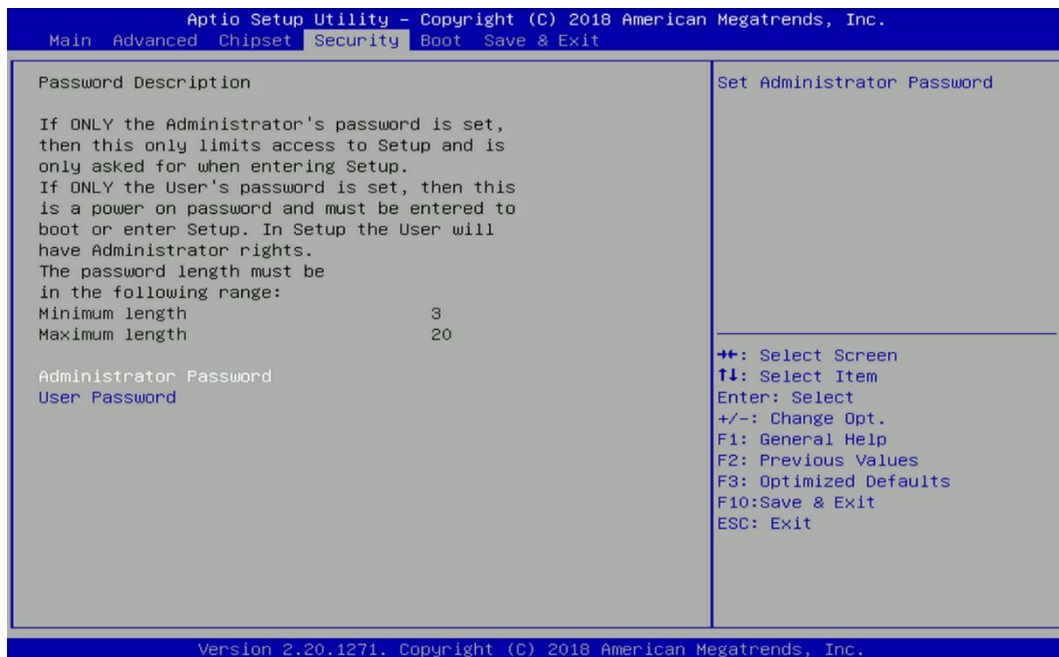 Aptio Setup Utility – Copyright (C) 2018 American Megatrends, Inc.
Main Advanced Chipset Security Boot Save & Exit
Password Description
If ONLY the Administrator's password is set,
then this only limits access to Setup and is
only asked for when entering Setup.
If ONLY the User's password is set, then this
is a power on password and must be entered to
boot or enter Setup. In Setup the User will
have Administrator rights.
The password length must be
in the following range:
Minimum length 3
Maximum length 20
Administrator Password
User Password
Set Administrator Password
→←: Select Screen
↑↓: Select Item
Enter: Select
+/-: Change Opt.
F1: General Help
F2: Previous Values
F3: Optimized Defaults
F10:Save & Exit
ESC: Exit
Version 2.20.1271. Copyright (C) 2018 American Megatrends, Inc.